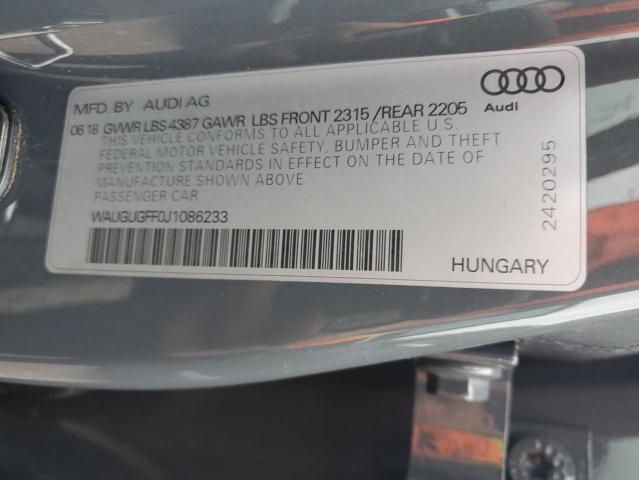 MFD. BY AUDI AG
0618 GVWR LBS 4387 GAWR LBS FRONT 2315 /REAR 2205
THIS VEHICLE CONFORMS TO ALL APPLICABLE U.S.
FEDERAL MOTOR VEHICLE SAFETY, BUMPER AND THEFT
PREVENTION STANDARDS IN EFFECT ON THE DATE OF
MANUFACTURE SHOWN ABOVE
PASSENGER CAR
WAUGUGFF0J1086233
Audi
2420295
HUNGARY